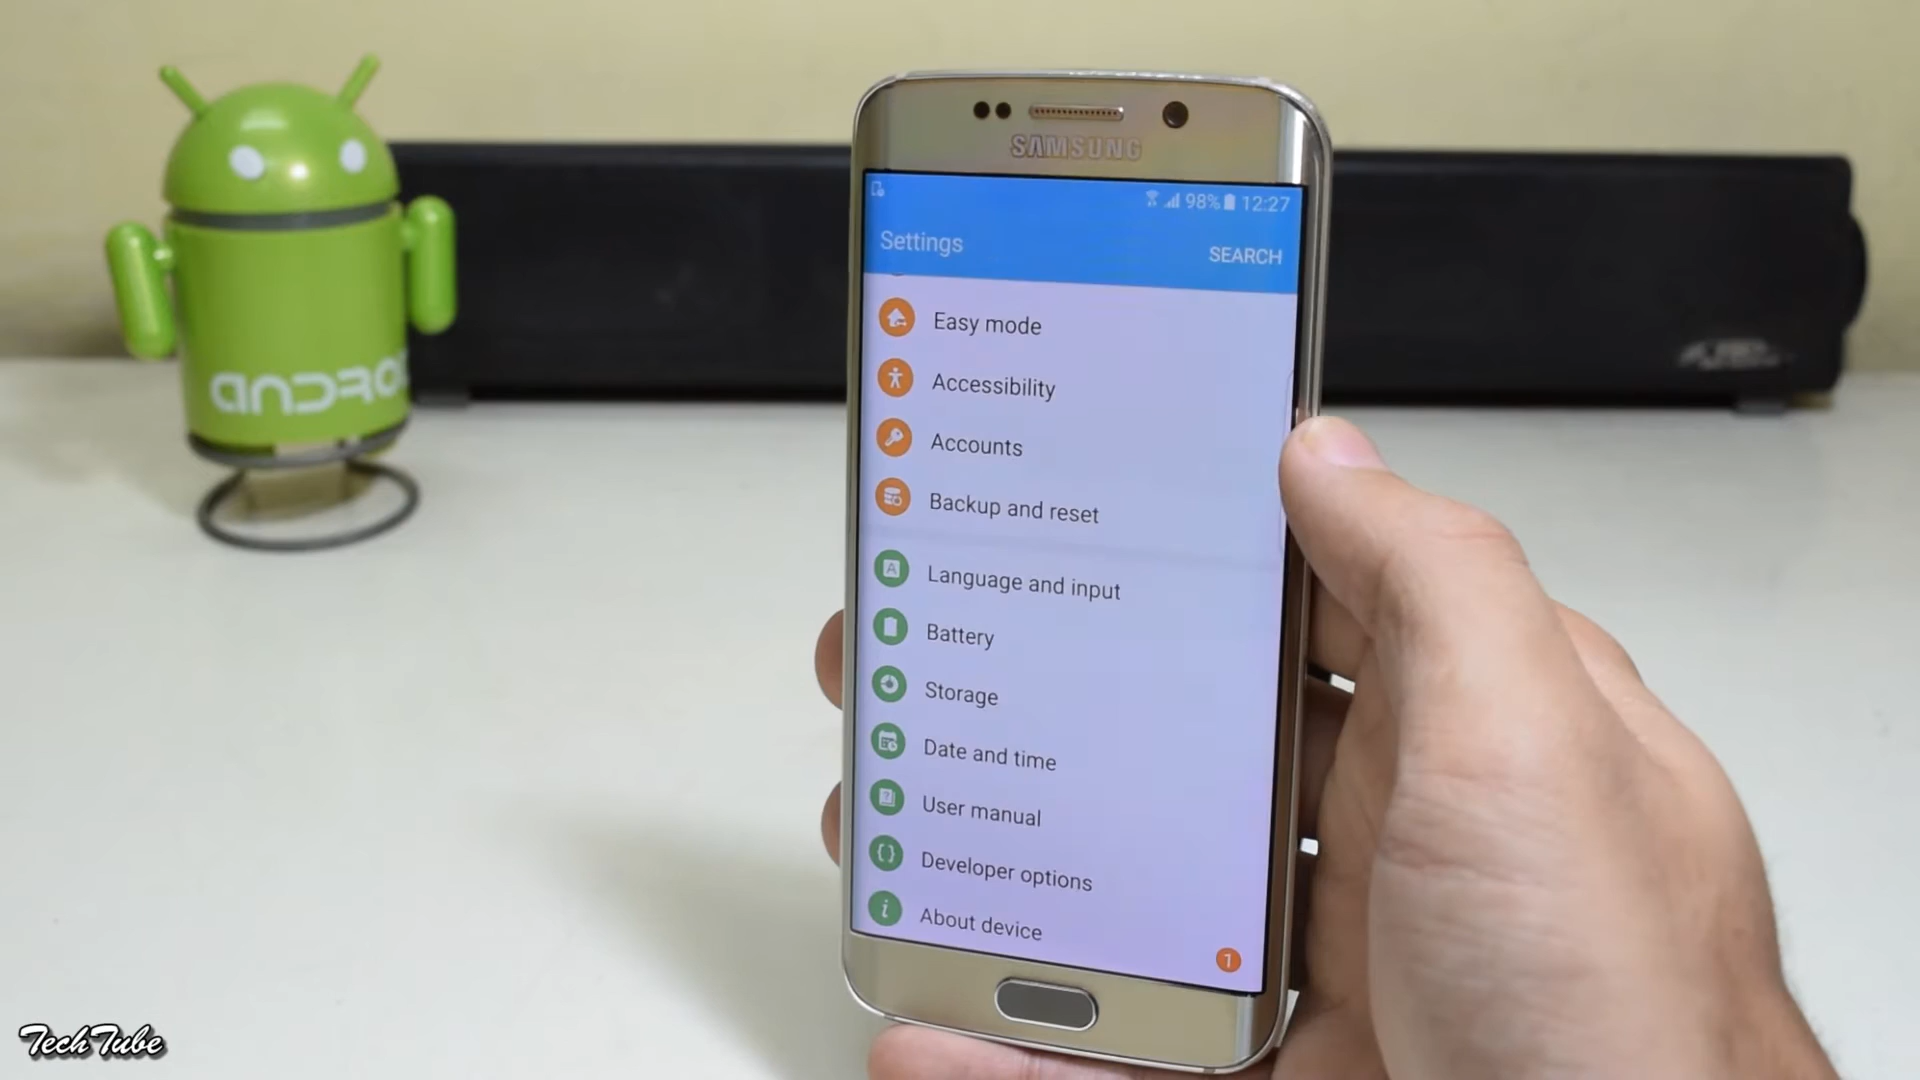 SAMSUNG
98% 12:27
Settings
SEARCH
Easy mode
Accessibility
Accounts
Backup and reset
Language and input
Battery
Storage
Date and time
User manual
Developer options
About device
1
TechTube